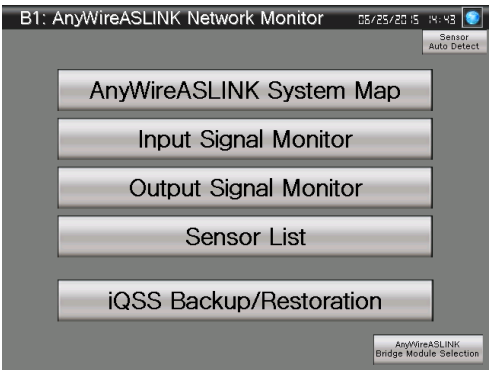 B1: AnyWireASLINK Network Monitor 06/25/2015 14:43
Sensor
Auto Detect
AnyWireASLINK System Map
Input Signal Monitor
Output Signal Monitor
Sensor List
iQSS Backup/Restoration
AnyWireASLINK
Bridge Module Selection